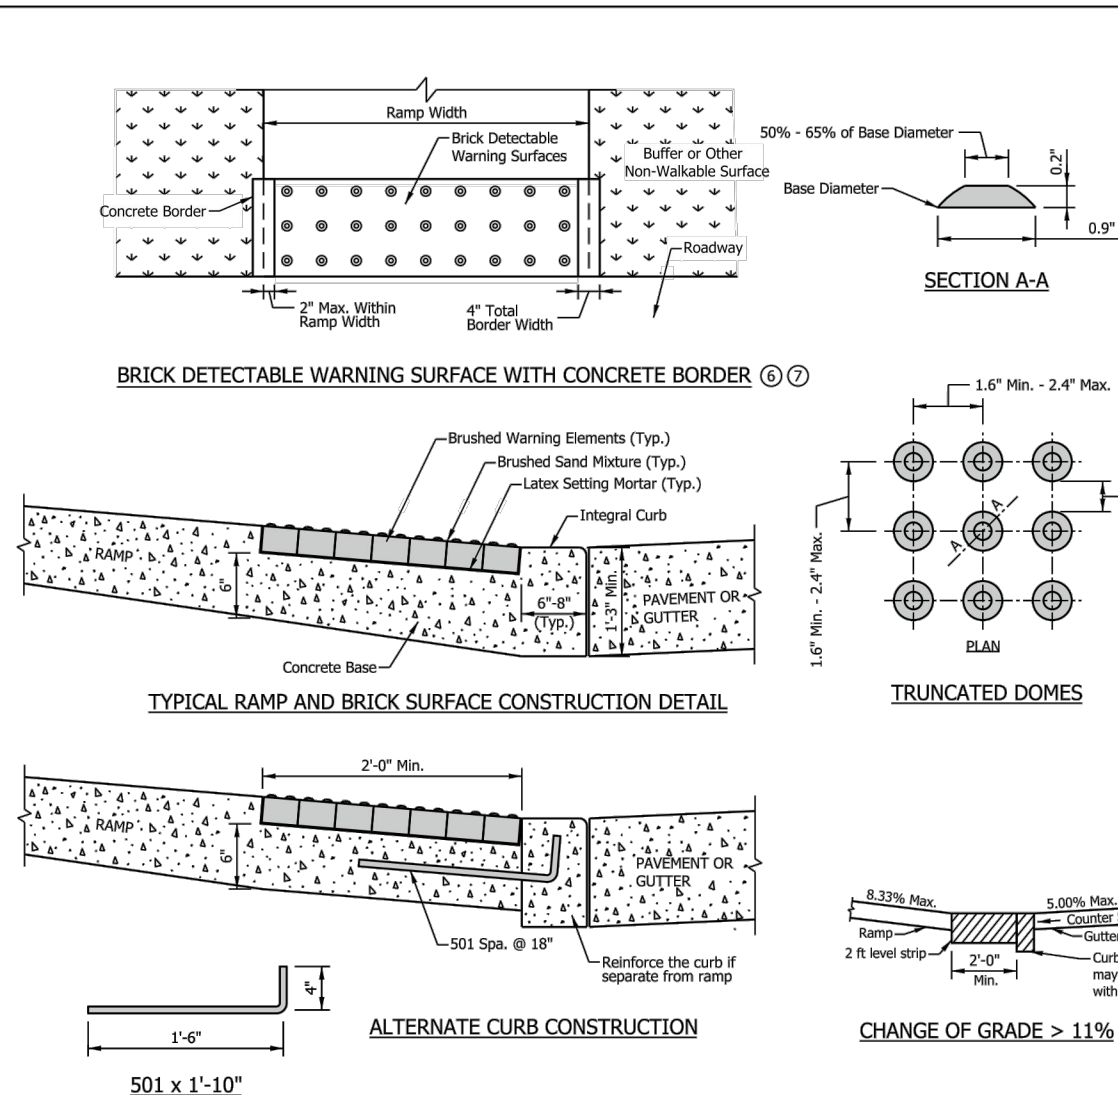 Ramp Width
Brick Detectable
Warning Surfaces
Buffer or Other
Non-Walkable Surface
Concrete Border
Roadway
2" Max. Within
Ramp Width
4" Total
Border Width
BRICK DETECTABLE WARNING SURFACE WITH CONCRETE BORDER ⑥ ⑦
50% - 65% of Base Diameter
Base Diameter
0.2"
0.9"
SECTION A-A
Brushed Warning Elements (Typ.)
Brushed Sand Mixture (Typ.)
Latex Setting Mortar (Typ.)
Integral Curb
RAMP
6"
6"-8"
(Typ.)
1'-3" Min.
PAVEMENT OR
GUTTER
Concrete Base
TYPICAL RAMP AND BRICK SURFACE CONSTRUCTION DETAIL
1.6" Min. - 2.4" Max.
1.6" Min. - 2.4" Max.
A
A
PLAN
TRUNCATED DOMES
2'-0" Min.
RAMP
6"
PAVEMENT OR
GUTTER
501 Spa. @ 18"
Reinforce the curb if
separate from ramp
ALTERNATE CURB CONSTRUCTION
4"
1'-6"
501 x 1'-10"
8.33% Max.
5.00% Max.
Counter
Ramp
Gutter
2 ft level strip
2'-0"
Min.
Curb
may
with
CHANGE OF GRADE > 11%